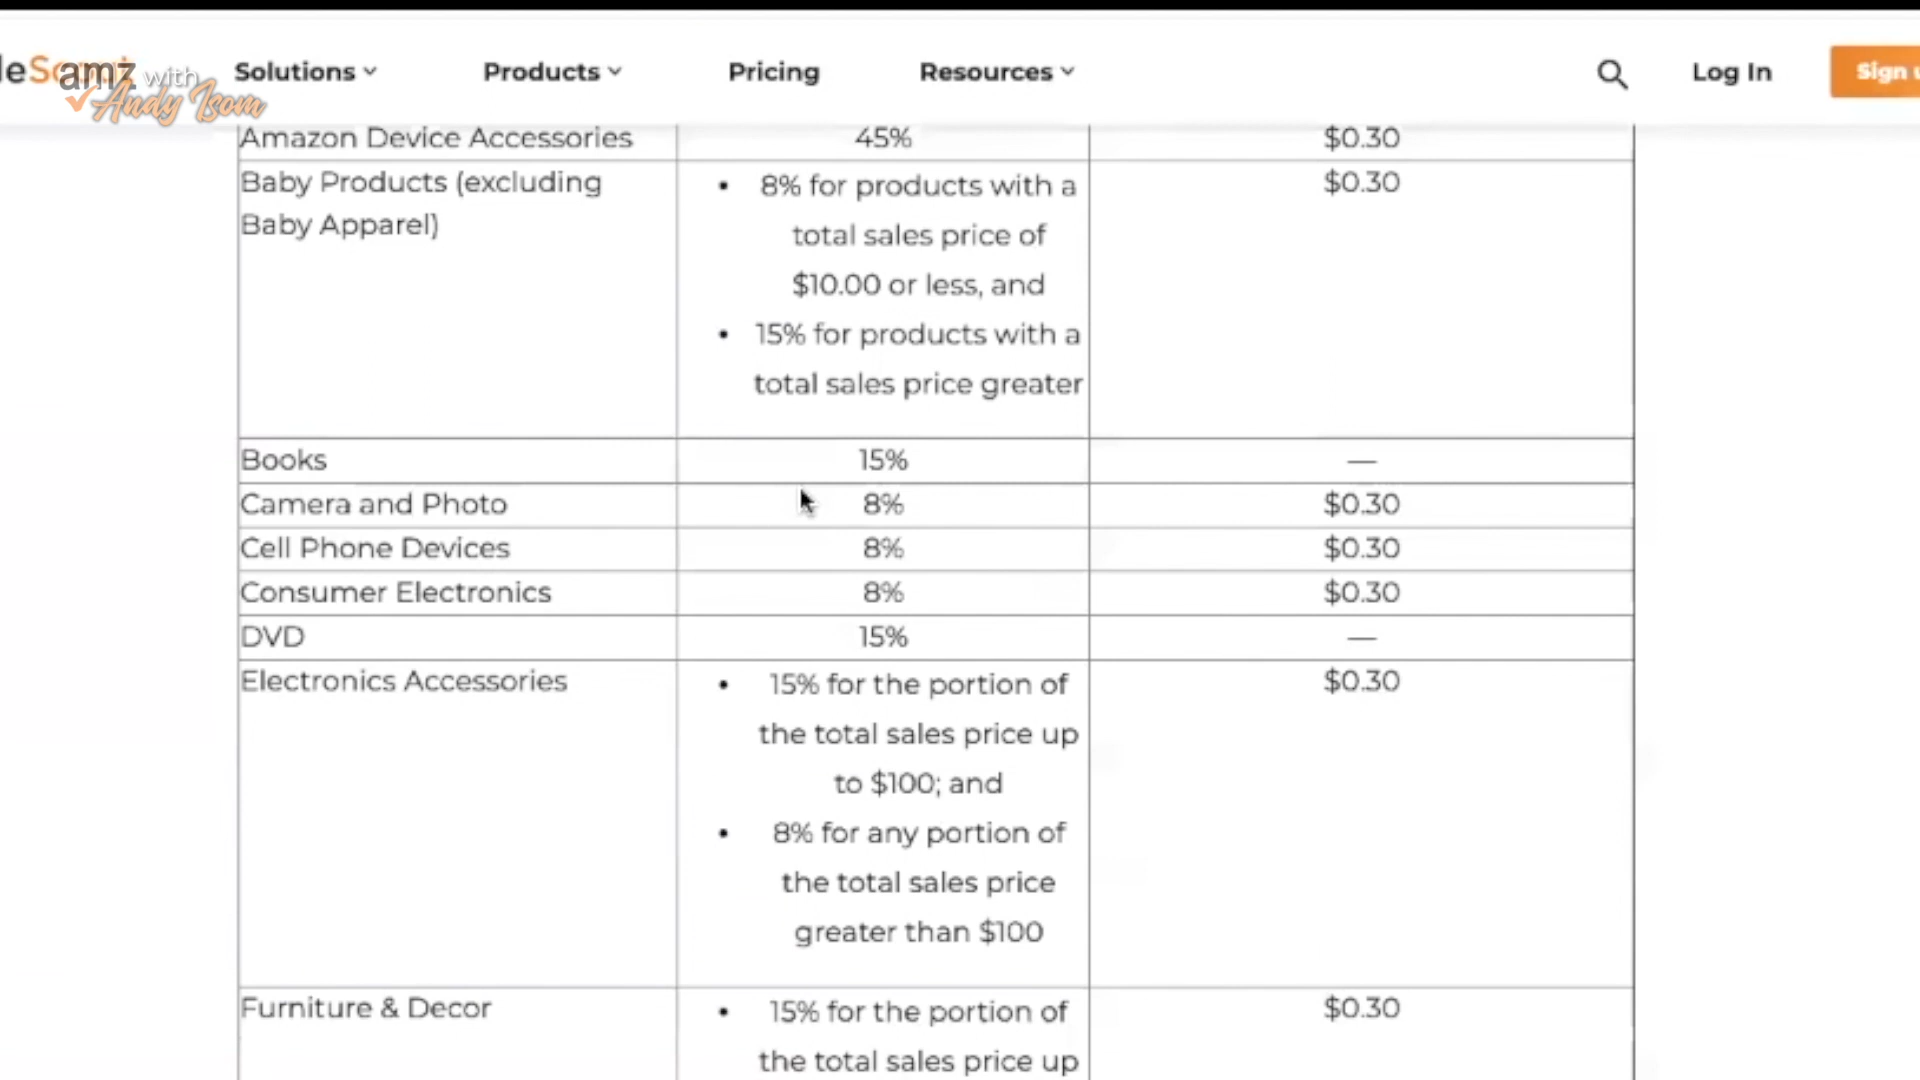 amz with
Andy Isom
Solutions
Products
Pricing
Resources
Log In
Sign
Amazon Device Accessories 45% $0.30
Baby Products (excluding
Baby Apparel)
• 8% for products with a
total sales price of
$10.00 or less, and
• 15% for products with a
total sales price greater
$0.30
Books 15% —
Camera and Photo 8% $0.30
Cell Phone Devices 8% $0.30
Consumer Electronics 8% $0.30
DVD 15% —
Electronics Accessories
• 15% for the portion of
the total sales price up
to $100; and
• 8% for any portion of
the total sales price
greater than $100
$0.30
Furniture & Decor
• 15% for the portion of
the total sales price up
$0.30